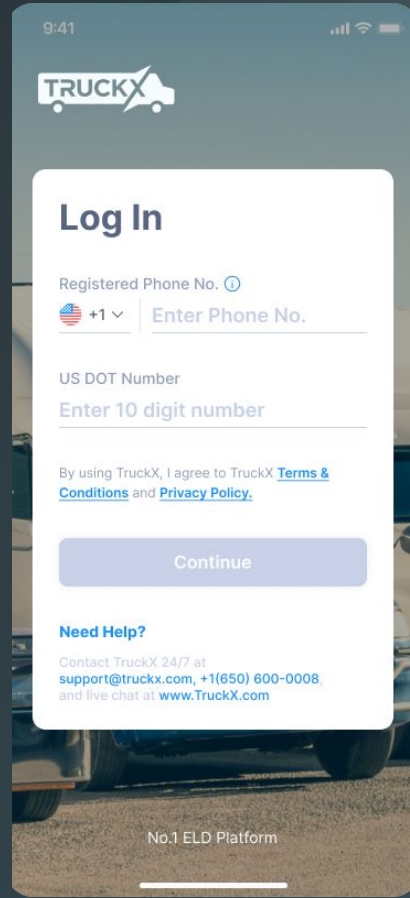 9:41
TRUCKX
Log In
Registered Phone No.
+1
Enter Phone No.
US DOT Number
Enter 10 digit number
By using TruckX, I agree to TruckX Terms &
Conditions and Privacy Policy.
Continue
Need Help?
Contact TruckX 24/7 at
support@truckx.com, +1(650) 600-0008,
and live chat at www.TruckX.com
No.1 ELD Platform